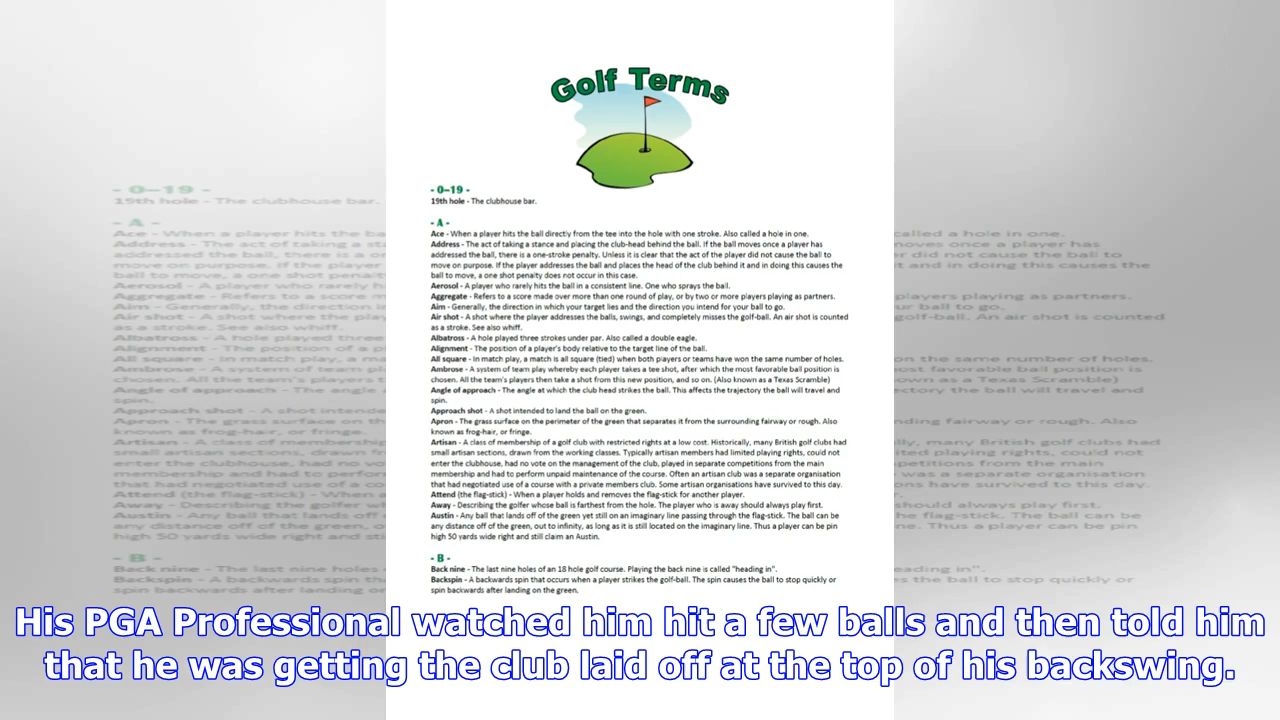 Golf Terms
- 0–19 -
19th hole - The clubhouse bar.
- A -
Ace - When a player hits the ball directly from the tee into the hole with one stroke. Also called a hole in one.
Address - The act of taking a stance and placing the club-head behind the ball. If the ball moves once a player has
addressed the ball, there is a one-stroke penalty. Unless it is clear that the act of the player did not cause the ball to
move on purpose. If the player addresses the ball and places the head of the club behind it and in doing this causes the
ball to move, a one shot penalty does not occur in this case.
Aerosol - A player who rarely hits the ball in a consistent line. One who sprays the ball.
Aggregate - Refers to a score made over more than one round of play, or by two or more players playing as partners.
Aim - Generally, the direction in which your target lies and the direction you intend for your ball to go.
Air shot - A shot where the player addresses the balls, swings, and completely misses the golf-ball. An air shot is counted
as a stroke. See also whiff.
Albatross - A hole played three strokes under par. Also called a double eagle.
Alignment - The position of a player's body relative to the target line of the ball.
All square - In match play, a match is all square (tied) when both players or teams have won the same number of holes.
Ambrose - A system of team play whereby each player takes a tee shot, after which the most favorable ball position is
chosen. All the team's players then take a shot from this new position, and so on. (Also known as a Texas Scramble)
Angle of approach - The angle at which the club head strikes the ball. This affects the trajectory the ball will travel and
spin.
Approach shot - A shot intended to land the ball on the green.
Apron - The grass surface on the perimeter of the green that separates it from the surrounding fairway or rough. Also
known as frog-hair, or fringe.
Artisan - A class of membership of a golf club with restricted rights at a low cost. Historically, many British golf clubs had
small artisan sections, drawn from the working classes. Typically artisan members had limited playing rights, could not
enter the clubhouse, had no vote on the management of the club, played in separate competitions from the main
membership and had to perform unpaid maintenance of the course. Often an artisan club was a separate organisation
that had negotiated use of a course with a private members club. Some artisan organisations have survived to this day.
Attend (the flag-stick) - When a player holds and removes the flag-stick for another player.
Away - Describing the golfer whose ball is farthest from the hole. The player who is away should always play first.
Austin - Any ball that lands off of the green yet still on an imaginary line passing through the flag-stick. The ball can be
any distance off of the green, out to infinity, as long as it is still located on the imaginary line. Thus a player can be pin
high 50 yards wide right and still claim an Austin.
- B -
Back nine - The last nine holes of an 18 hole golf course. Playing the back nine is called "heading in".
Backspin - A backwards spin that occurs when a player strikes the golf-ball. The spin causes the ball to stop quickly or
spin backwards after landing on the green.
His PGA Professional watched him hit a few balls and then told him
that he was getting the club laid off at the top of his backswing.